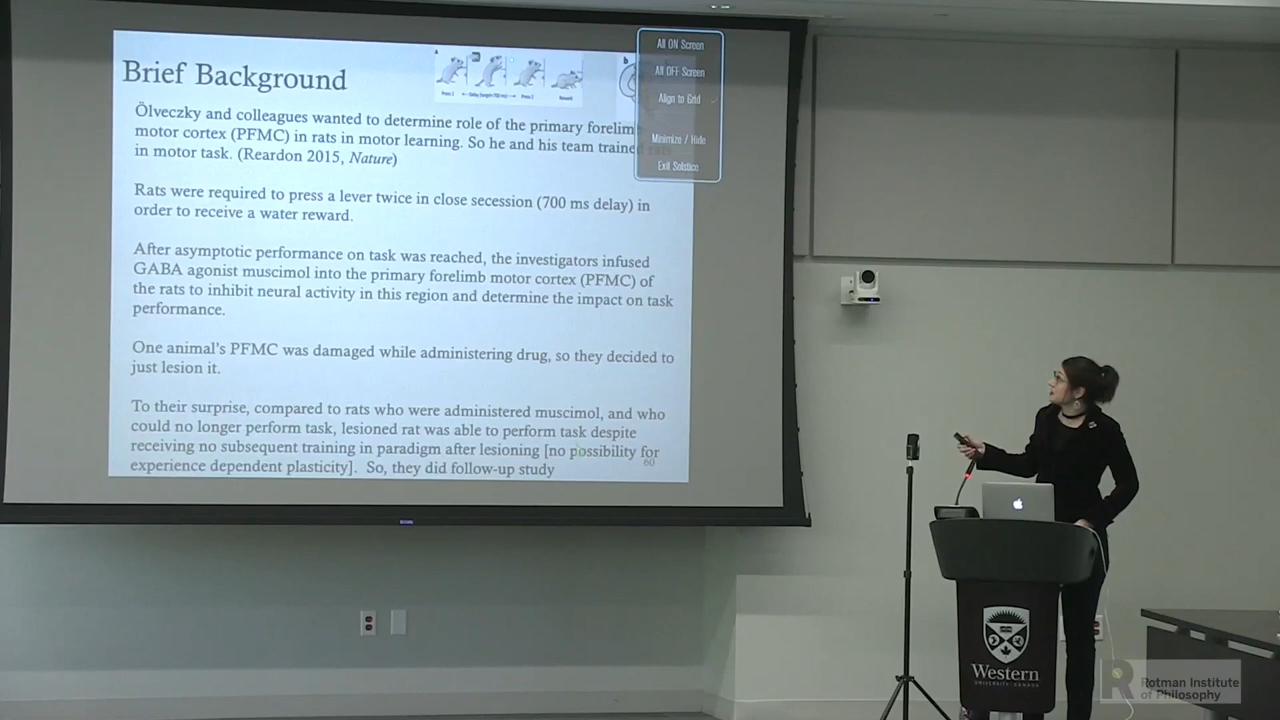 Brief Background
Ölveczky and colleagues wanted to determine role of the primary forelim
motor cortex (PFMC) in rats in motor learning. So he and his team trained
in motor task. (Reardon 2015, Nature)
Rats were required to press a lever twice in close secession (700 ms delay) in
order to receive a water reward.
After asymptotic performance on task was reached, the investigators infused
GABA agonist muscimol into the primary forelimb motor cortex (PFMC) of
the rats to inhibit neural activity in this region and determine the impact on task
performance.
One animal's PFMC was damaged while administering drug, so they decided to
just lesion it.
To their surprise, compared to rats who were administered muscimol, and who
could no longer perform task, lesioned rat was able to perform task despite
receiving no subsequent training in paradigm after lesioning [no possibility for
experience dependent plasticity]. So, they did follow-up study
60
b
All ON Screen
All OFF Screen
Align to Grid
Minimize / Hide
Exit Solstice
Western
UNIVERSITY · CANADA
R
Rotman Institute
of Philosophy